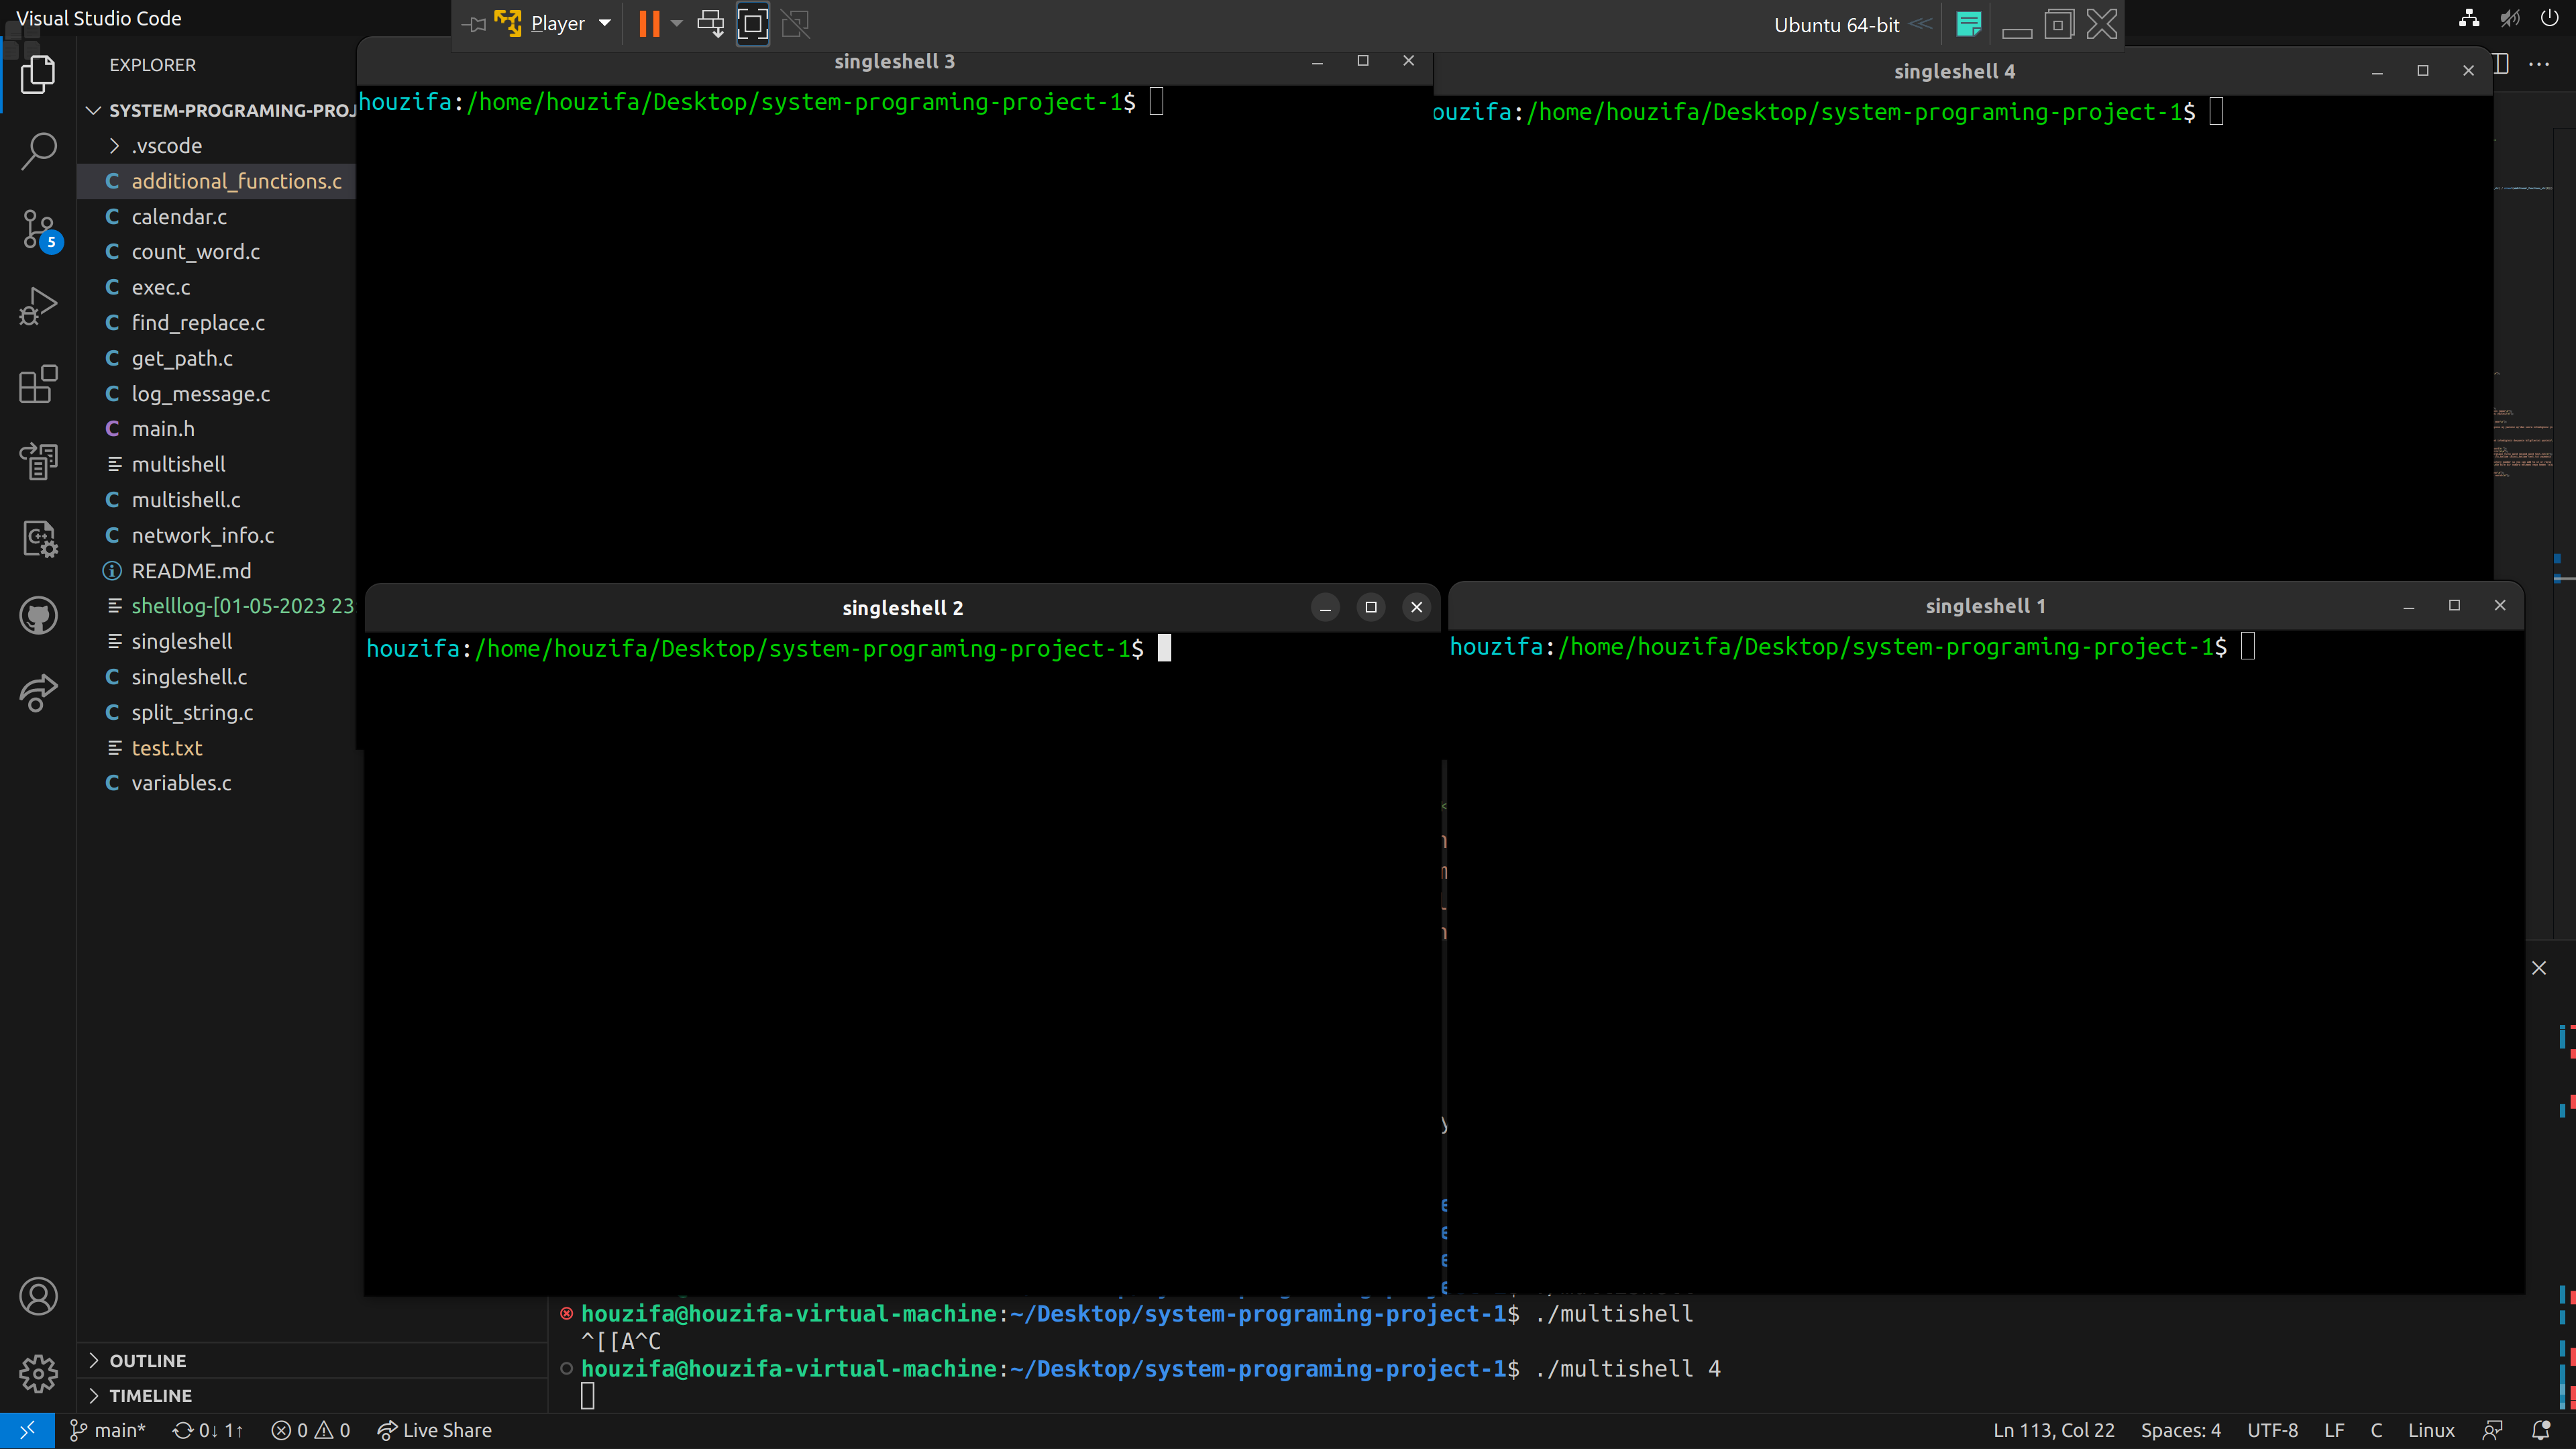 Visual Studio Code
Player
Ubuntu 64-bit
EXPLORER
SYSTEM-PROGRAMING-PROJ
.vscode
C additional_functions.c
C calendar.c
C count_word.c
C exec.c
C find_replace.c
C get_path.c
C log_message.c
C main.h
multishell
C multishell.c
C network_info.c
README.md
shelllog-[01-05-2023 23
singleshell
C singleshell.c
C split_string.c
test.txt
C variables.c
5
OUTLINE
TIMELINE
singleshell 3
houzifa:/home/houzifa/Desktop/system-programing-project-1$
singleshell 4
ouzifa:/home/houzifa/Desktop/system-programing-project-1$
singleshell 2
houzifa:/home/houzifa/Desktop/system-programing-project-1$
singleshell 1
houzifa:/home/houzifa/Desktop/system-programing-project-1$
houzifa@houzifa-virtual-machine:~/Desktop/system-programing-project-1$ ./multishell
^[[A^C
houzifa@houzifa-virtual-machine:~/Desktop/system-programing-project-1$ ./multishell 4
main* 0↓ 1↑ 0 0 Live Share
Ln 113, Col 22 Spaces: 4 UTF-8 LF C Linux